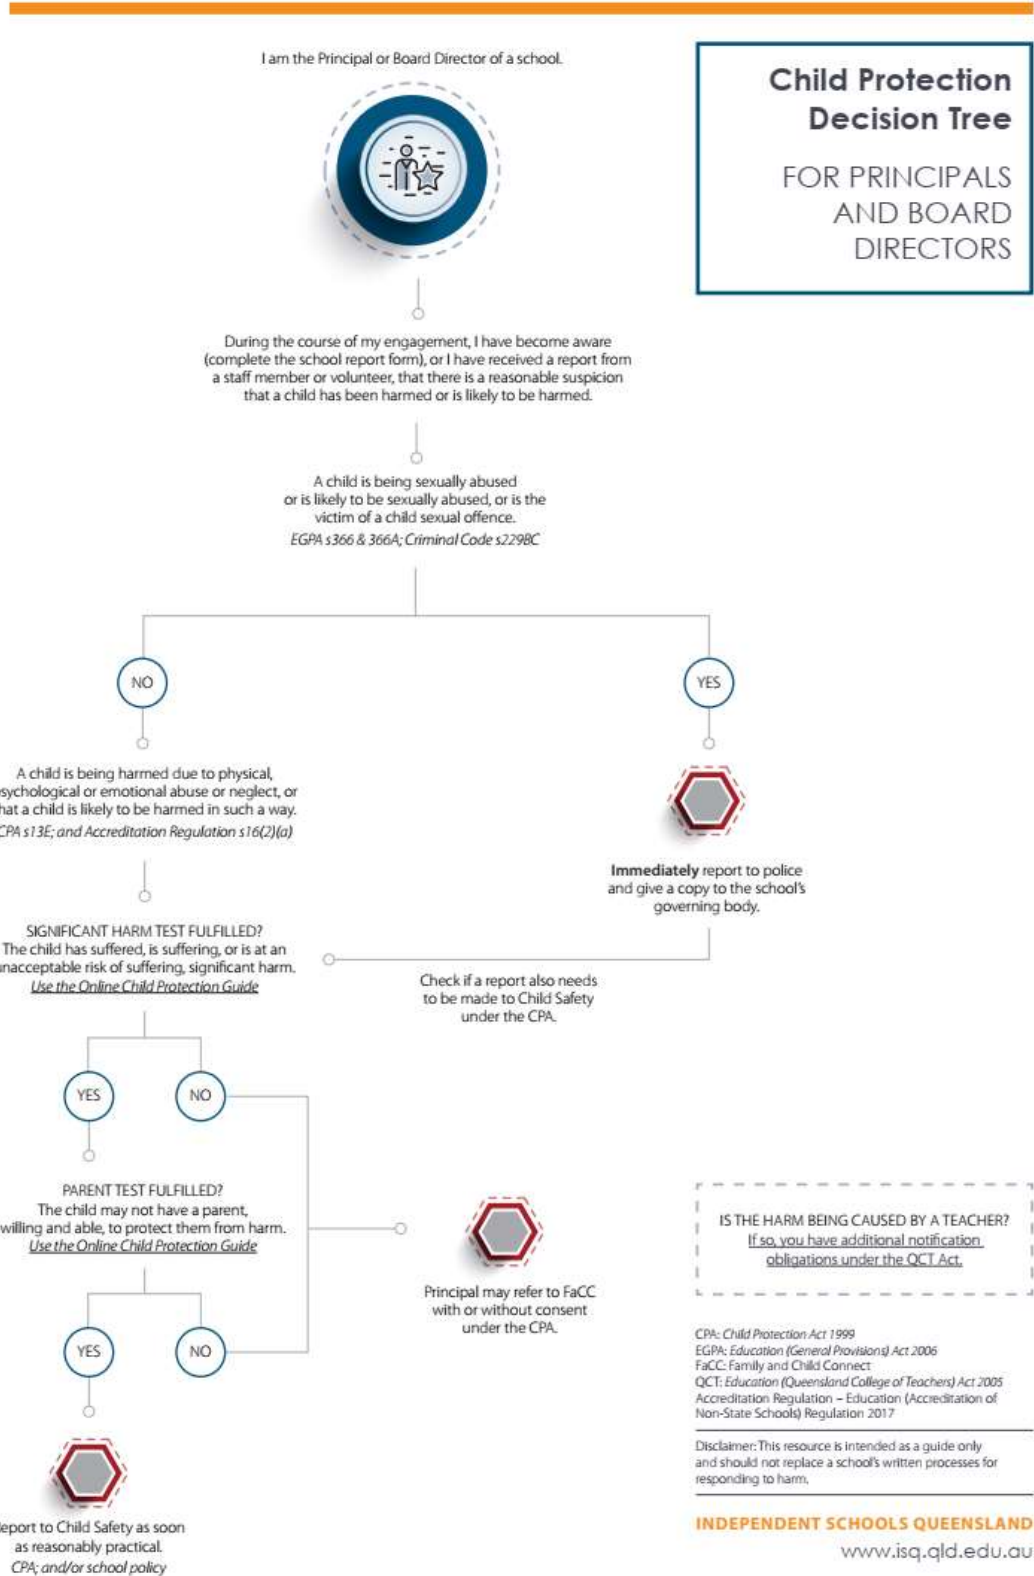 I am the Principal or Board Director of a school.
Child Protection
Decision Tree
FOR PRINCIPALS
AND BOARD
DIRECTORS
During the course of my engagement, I have become aware
(complete the school report form), or I have received a report from
a staff member or volunteer, that there is a reasonable suspicion
that a child has been harmed or is likely to be harmed.
A child is being sexually abused
or is likely to be sexually abused, or is the
victim of a child sexual offence.
EGPA s366 & 366A; Criminal Code s229BC
NO
YES
A child is being harmed due to physical,
sychological or emotional abuse or neglect, or
hat a child is likely to be harmed in such a way.
CPA s13E; and Accreditation Regulation s16(2)(a)
Immediately report to police
and give a copy to the school's
governing body.
SIGNIFICANT HARM TEST FULFILLED?
The child has suffered, is suffering, or is at an
unacceptable risk of suffering, significant harm.
Use the Online Child Protection Guide
Check if a report also needs
to be made to Child Safety
under the CPA.
YES
NO
PARENT TEST FULFILLED?
The child may not have a parent,
willing and able, to protect them from harm.
Use the Online Child Protection Guide
Principal may refer to FaCC
with or without consent
under the CPA.
YES
NO
eport to Child Safety as soon
as reasonably practical.
CPA; and/or school policy
IS THE HARM BEING CAUSED BY A TEACHER?
If so, you have additional notification
obligations under the QCT Act.
CPA: Child Protection Act 1999
EGPA: Education (General Provisions) Act 2006
FaCC: Family and Child Connect
QCT: Education (Queensland College of Teachers) Act 2005
Accreditation Regulation – Education (Accreditation of
Non-State Schools) Regulation 2017
Disclaimer: This resource is intended as a guide only
and should not replace a school's written processes for
responding to harm.
INDEPENDENT SCHOOLS QUEENSLAND
www.isq.qld.edu.au